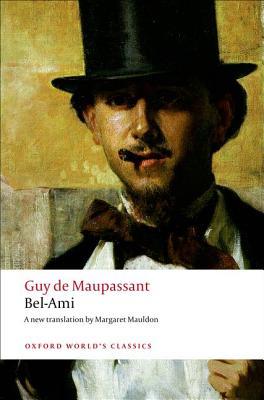 Guy de Maupassant
Bel-Ami
A new translation by Margaret Mauldon
OXFORD WORLD'S CLASSICS